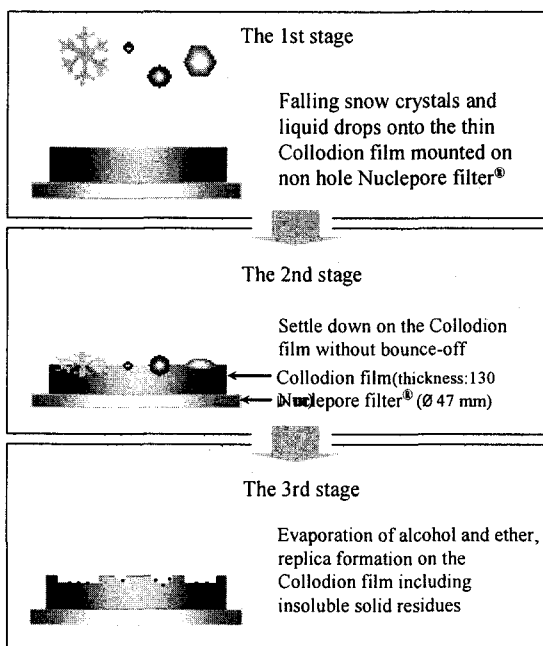 The 1st stage
Falling snow crystals and
liquid drops onto the thin
Collodion film mounted on
non hole Nuclepore filter®
The 2nd stage
Settle down on the Collodion
film without bounce-off
Collodion film(thickness:130
Nuclepore filter® (Ø 47 mm)
The 3rd stage
Evaporation of alcohol and ether,
replica formation on the
Collodion film including
insoluble solid residues